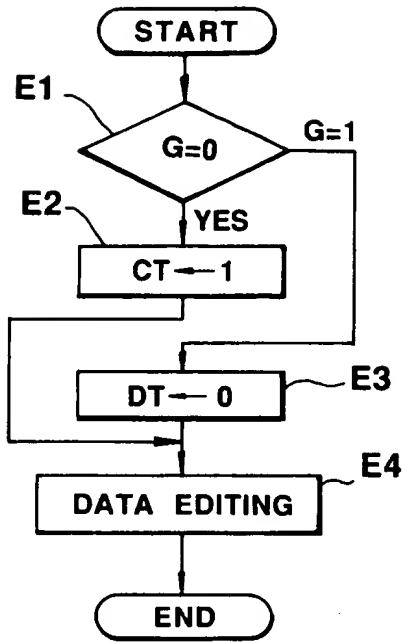 START
E1
G=0
G=1
E2
YES
CT ← 1
DT ← 0
E3
E4
DATA EDITING
END